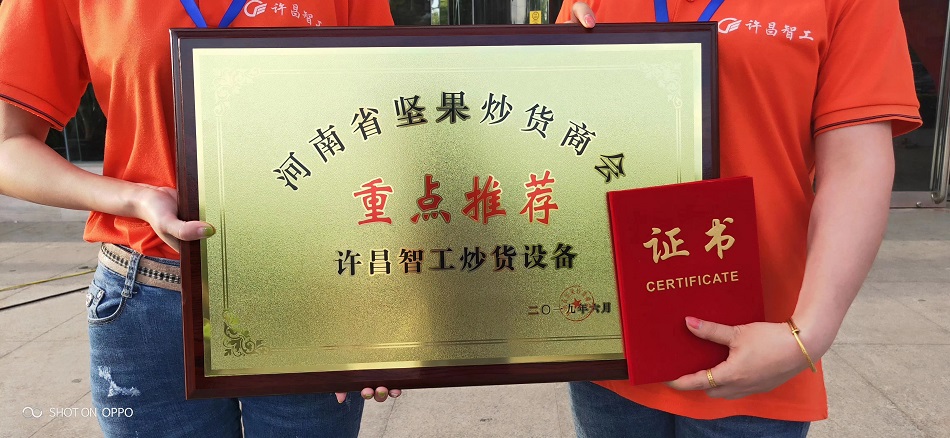 许昌智工
许昌智工
河南省坚果炒货商会
重点推荐
许昌智工炒货设备
二〇一九年六月
证书
CERTIFICATE
SHOT ON OPPO